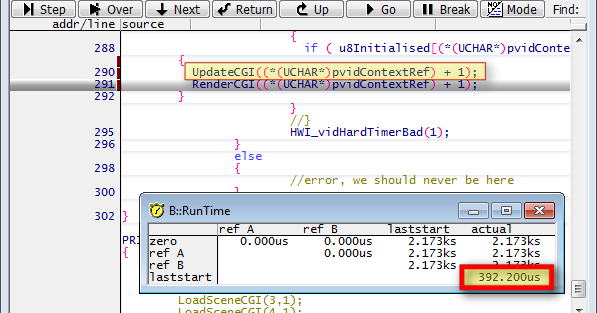 Step Over Next Return Up Go Break Mode Find:
addr/line source
{
288 if ( u8Initialised[(*(UCHAR*)pvidConte
{
290 UpdateCGI((*(UCHAR*)pvidContextRef) + 1);
291 RenderCGI((*(UCHAR*)pvidContextRef) + 1);
292 }
}
//}
295 HWI_vidHardTimerBad(1);
296 }
else
298 {
//error, we should never be here
300 }
302 }
B::RunTime
ref A ref B laststart actual
zero 0.000us 0.000us 2.173ks 2.173ks
ref A 0.000us 2.173ks 2.173ks
ref B 2.173ks 2.173ks
laststart 392.200us
PRI
{
LoadSceneCGI(3,1);
LoadSceneCGI(4,1);